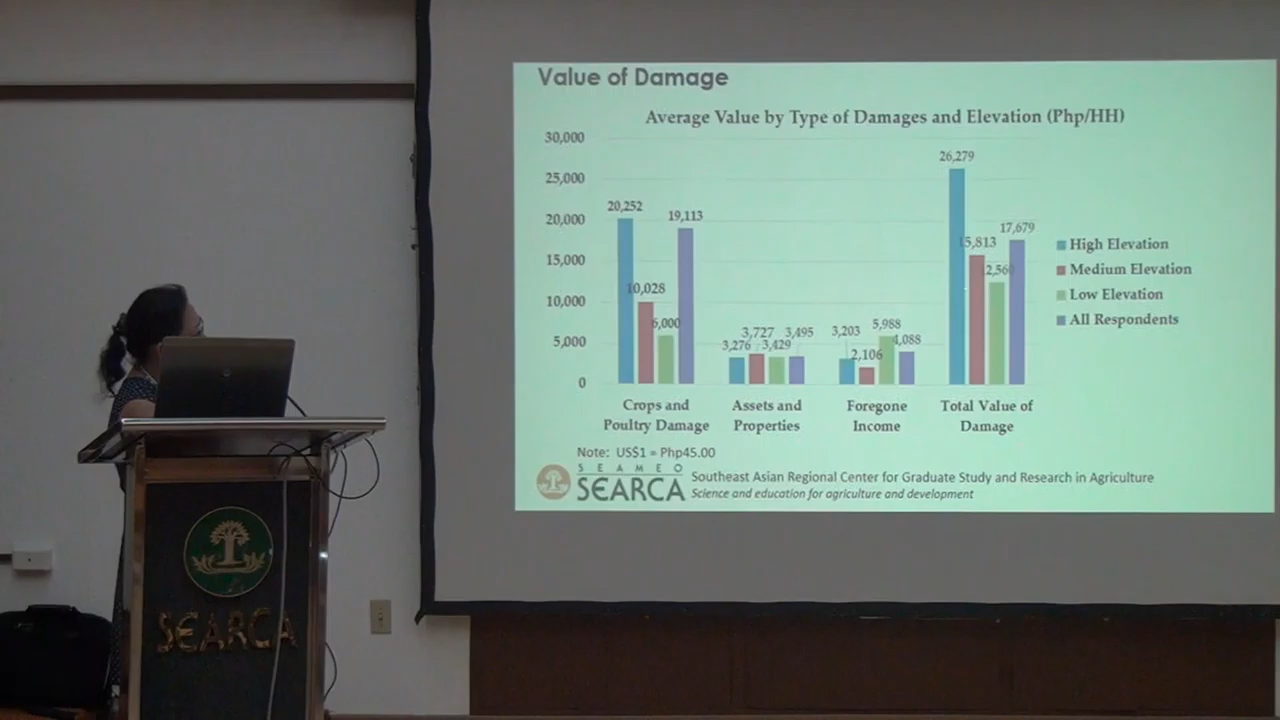 Value of Damage
Average Value by Type of Damages and Elevation (Php/HH)
30,000
25,000
20,000
15,000
10,000
5,000
0
20,252
10,028
6,000
19,113
3,276
3,727
3,429
3,495
3,203
2,106
5,988
4,088
26,279
15,813
17,679
High Elevation
Medium Elevation
Low Elevation
All Respondents
Crops and
Poultry Damage
Assets and
Properties
Foregone
Income
Total Value of
Damage
Note: US$1 = Php45.00
SEAMEO
SEARCA
Southeast Asian Regional Center for Graduate Study and Research in Agriculture
Science and education for agriculture and development
SEARCA